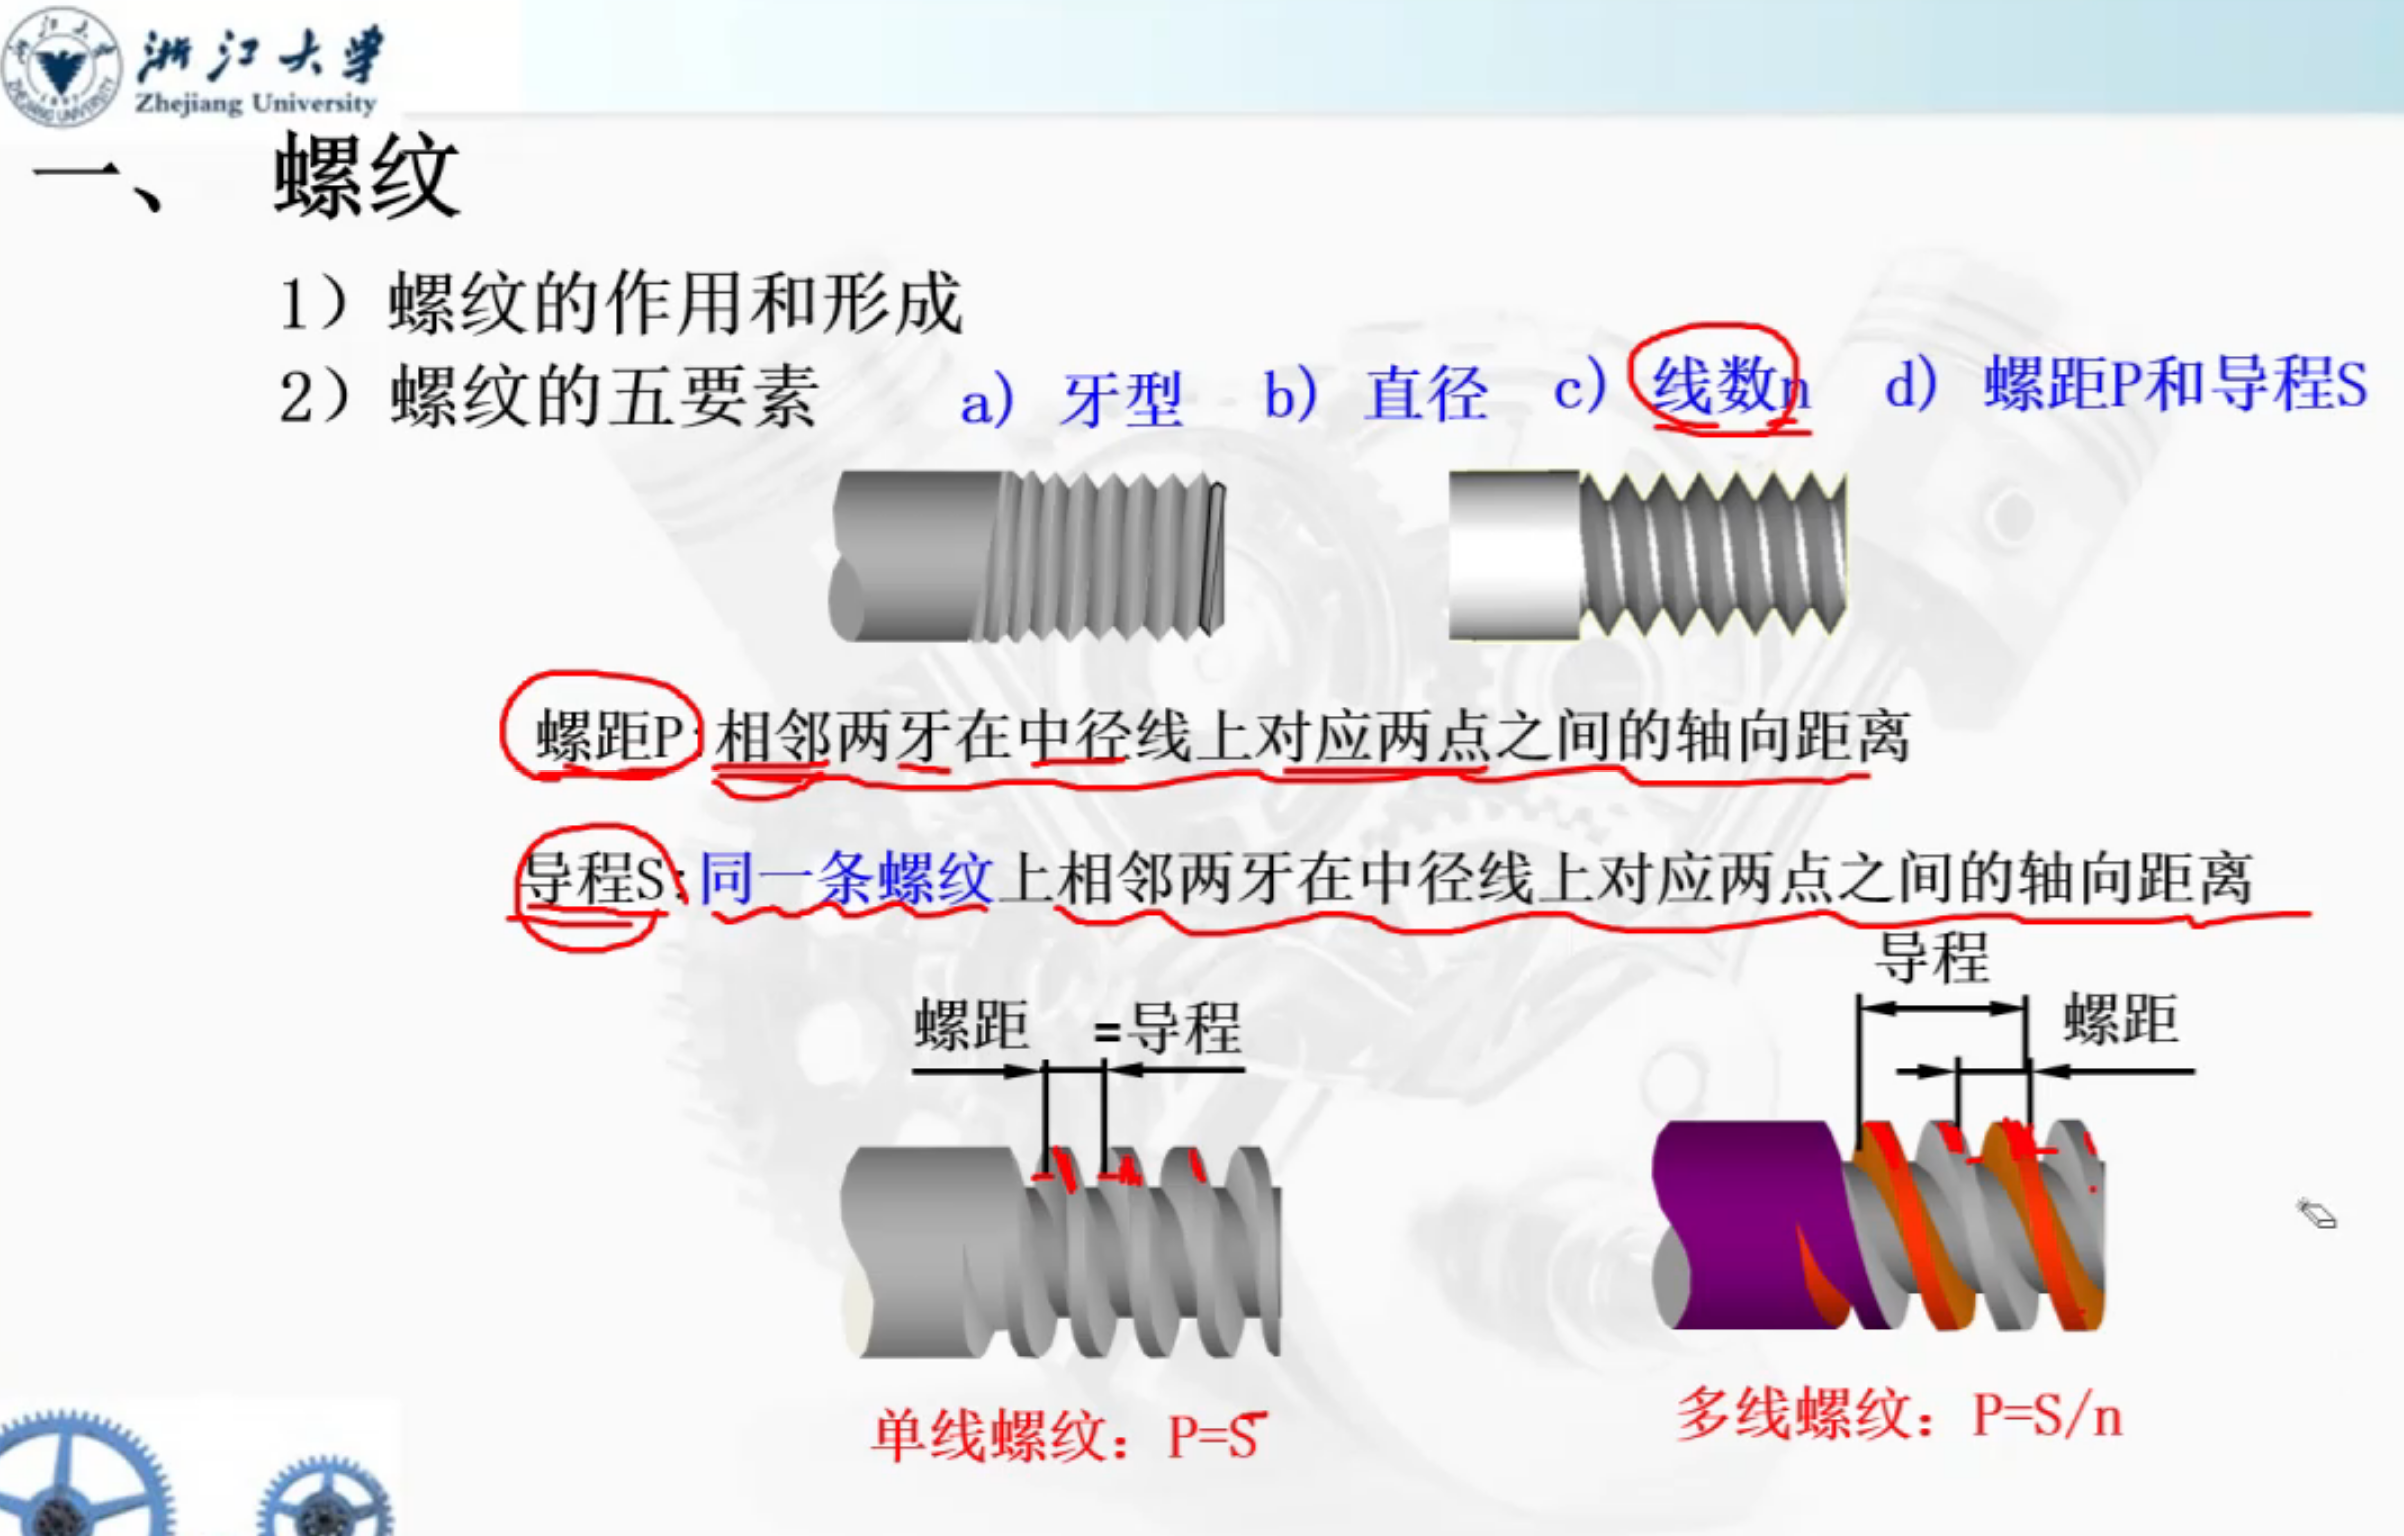 浙江大学
Zhejiang University
一、 螺纹
1）螺纹的作用和形成
2）螺纹的五要素 a) 牙型 b) 直径 c) 线数n d) 螺距P和导程S
螺距P:相邻两牙在中径线上对应两点之间的轴向距离
导程S:同一条螺纹上相邻两牙在中径线上对应两点之间的轴向距离
螺距 =导程
导程
螺距
单线螺纹：P=S
多线螺纹：P=S/n